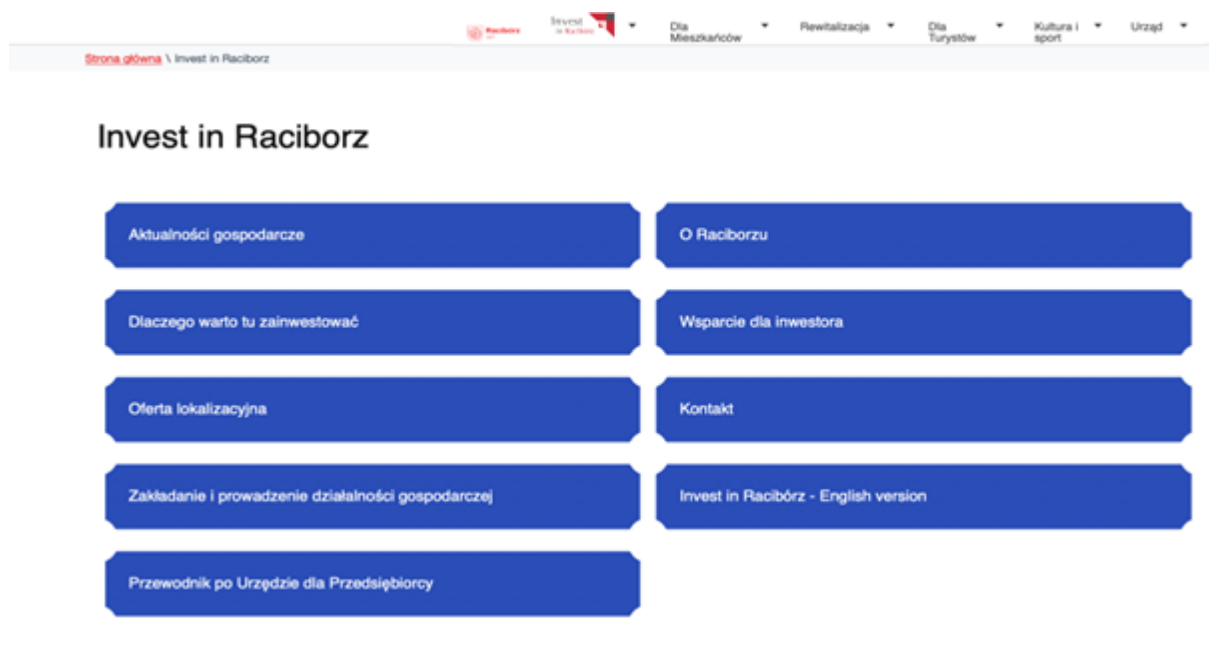 Racibórz
Invest
in Racibórz
Dla
Mieszkańców
Rewitalizacja
Dla
Turystów
Kultura i
sport
Urząd
Strona główna \ Invest in Raciborz
Invest in Raciborz
Aktualności gospodarcze
O Raciborzu
Dlaczego warto tu zainwestować
Wsparcie dla inwestora
Oferta lokalizacyjna
Kontakt
Zakładanie i prowadzenie działalności gospodarczej
Invest in Racibórz - English version
Przewodnik po Urzędzie dla Przedsiębiorcy